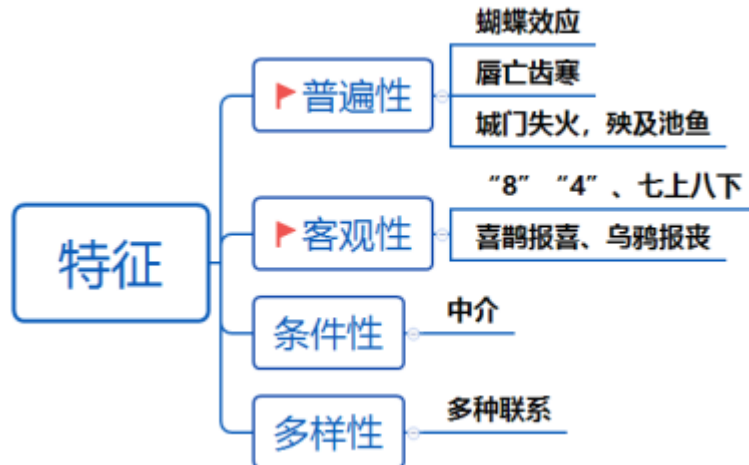 特征
普遍性
蝴蝶效应
唇亡齿寒
城门失火，殃及池鱼
客观性
“8”“4”、七上八下
喜鹊报喜、乌鸦报丧
条件性
中介
多样性
多种联系